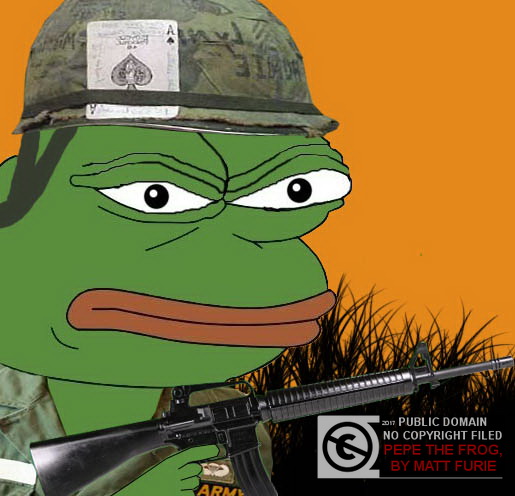 A
A
ARMY
2017 PUBLIC DOMAIN
NO COPYRIGHT FILED
PEPE THE FROG,
BY MATT FURIE